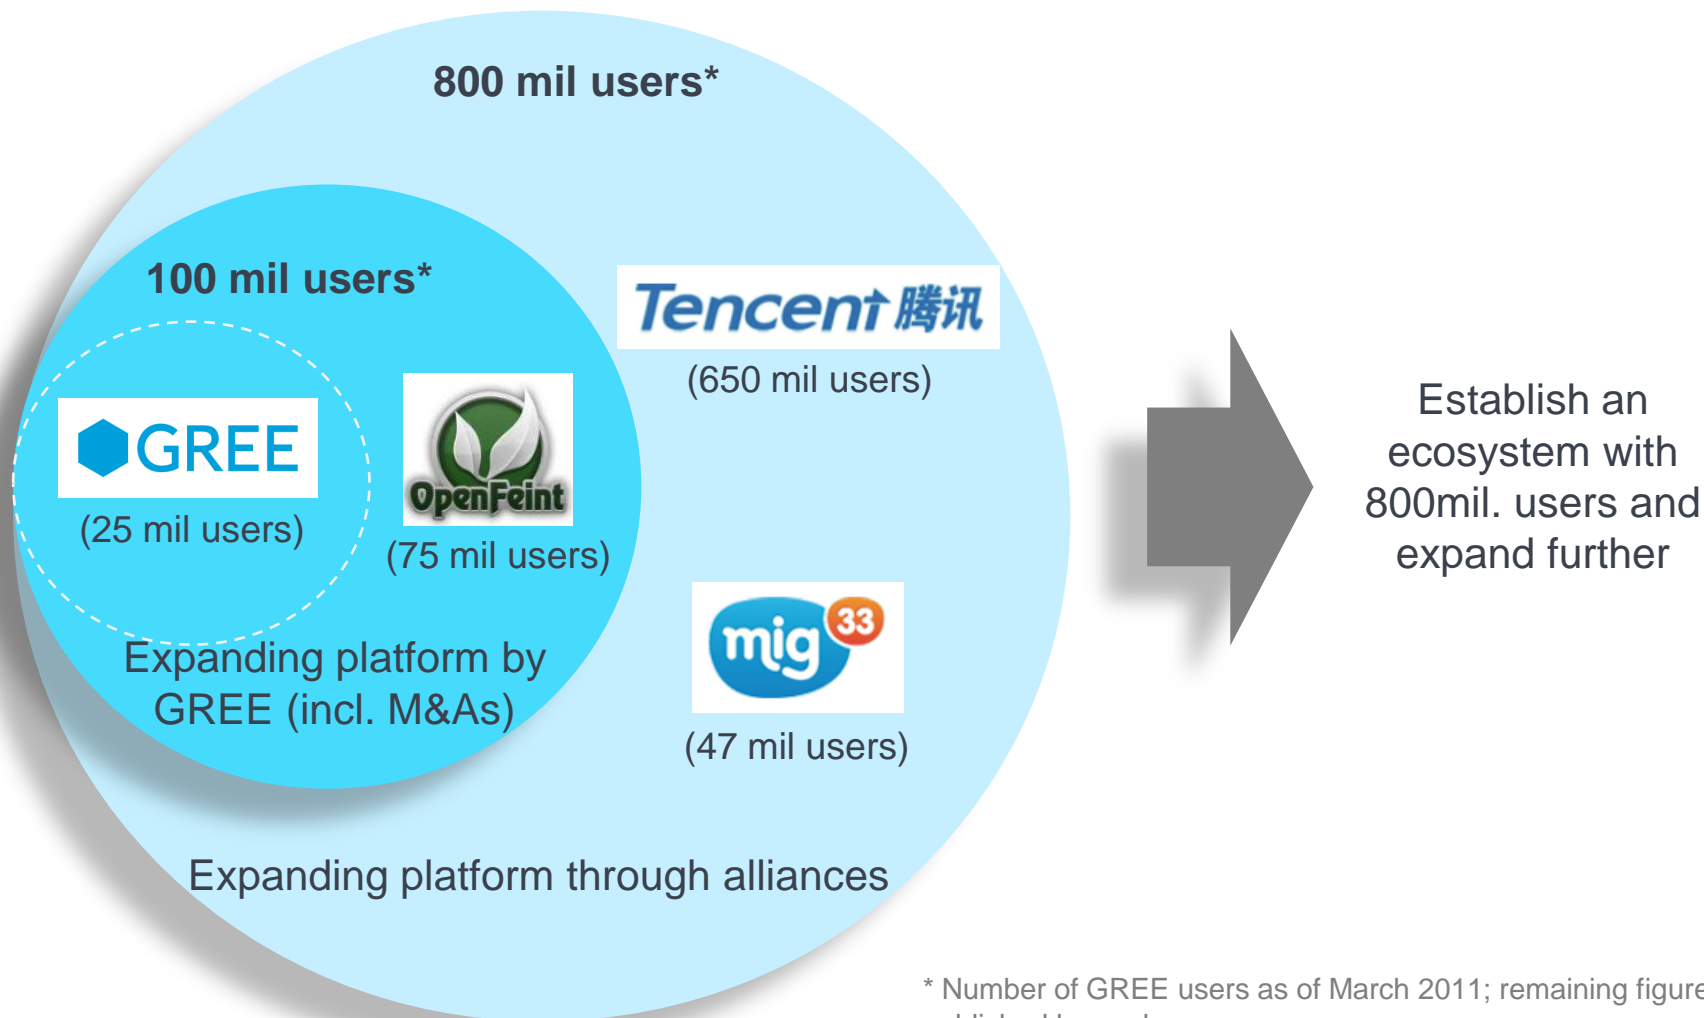 800 mil users*
100 mil users*
Tencent 腾讯
(650 mil users)
GREE
(25 mil users)
OpenFeint
(75 mil users)
Establish an
ecosystem with
800mil. users and
expand further
mig33
(47 mil users)
Expanding platform by
GREE (incl. M&As)
Expanding platform through alliances
* Number of GREE users as of March 2011; remaining figure